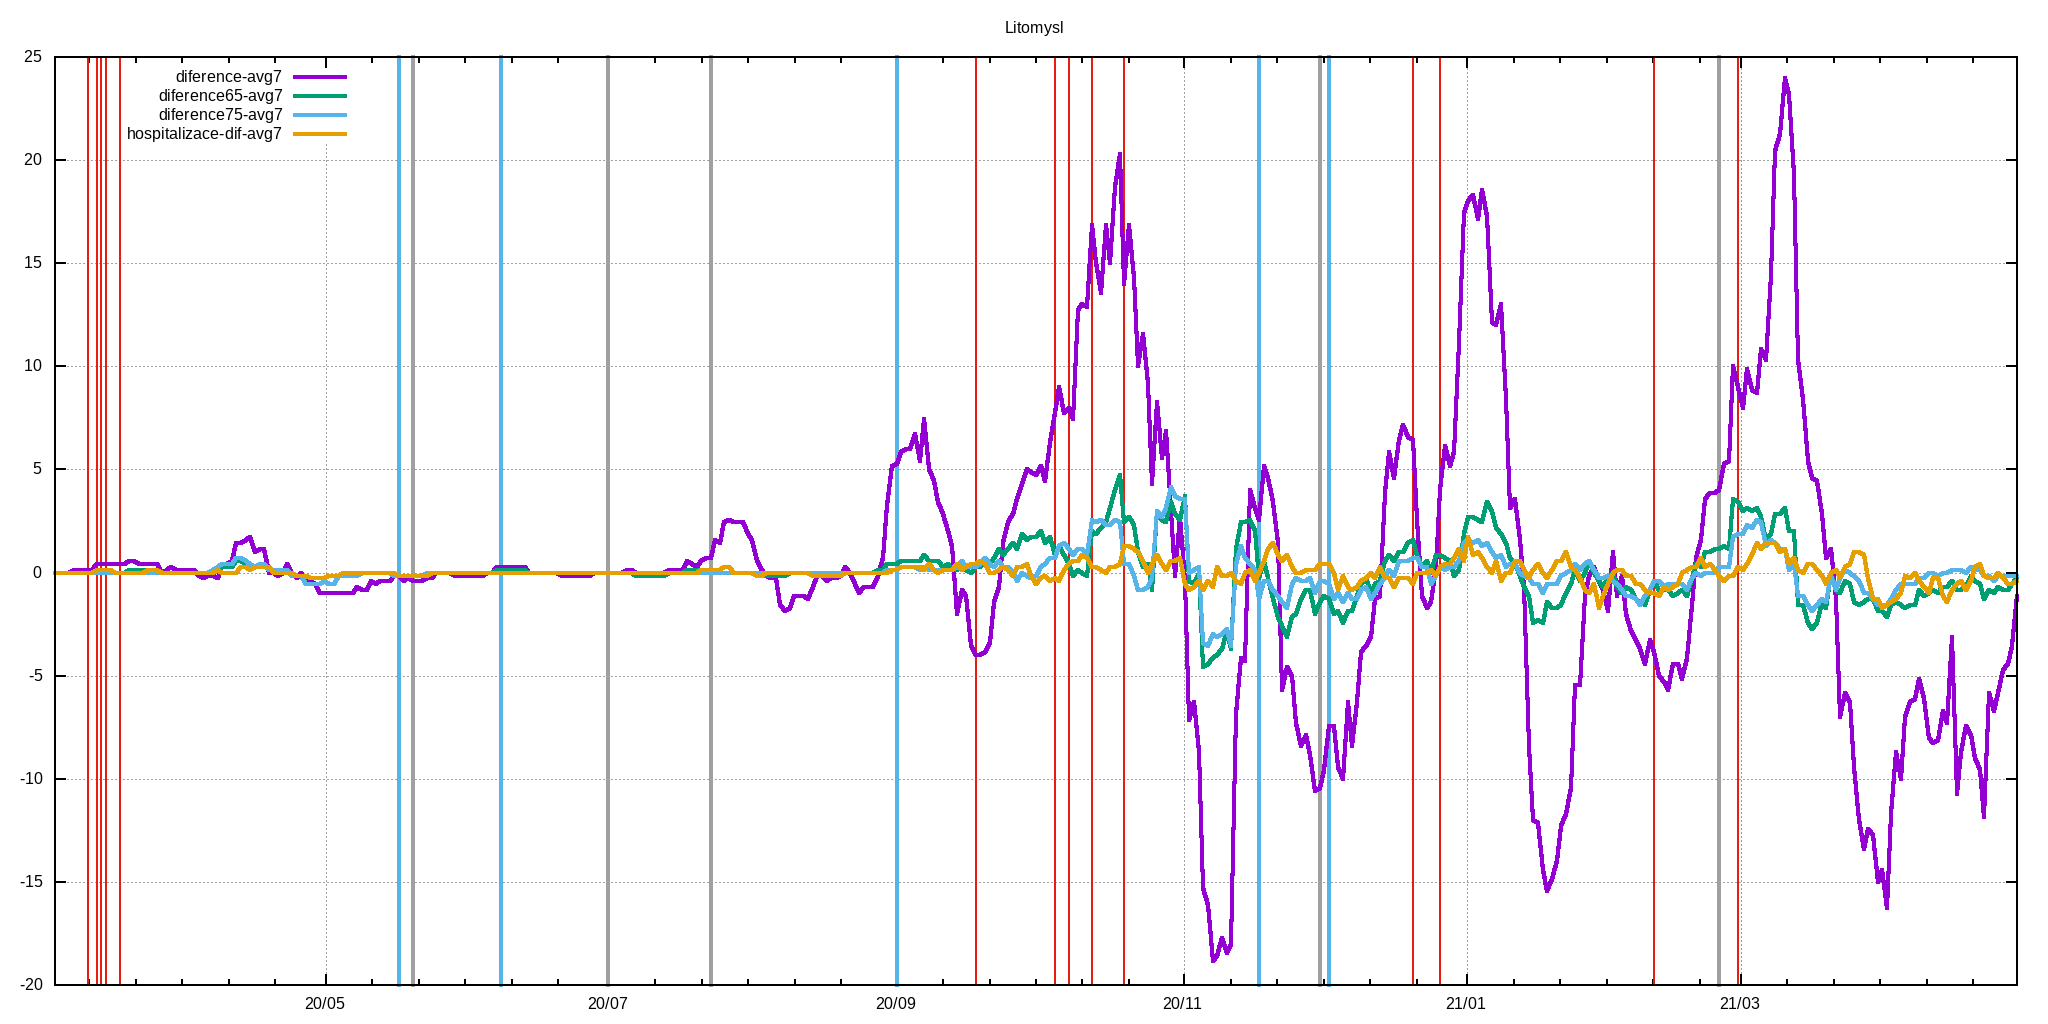 Litomysl
25
diference-avg7
diference65-avg7
diference75-avg7
hospitalizace-dif-avg7
20
15
10
5
0
-5
-10
-15
-20
20/05 20/07 20/09 20/11 21/01 21/03